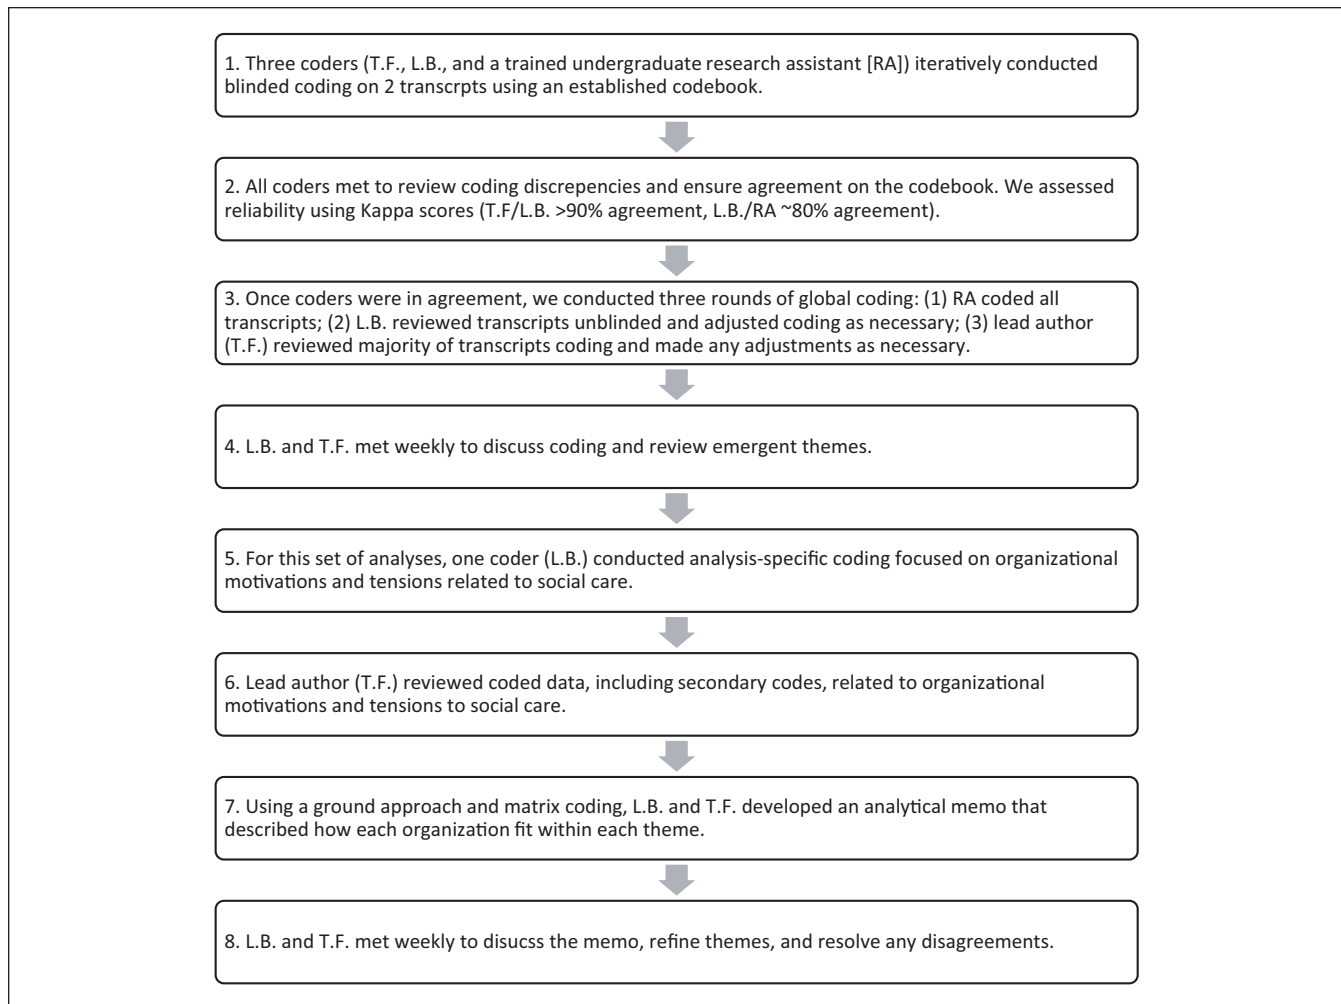 1. Three coders (T.F., L.B., and a trained undergraduate research assistant [RA]) iteratively conducted
blinded coding on 2 transcrpts using an established codebook.
2. All coders met to review coding discrepencies and ensure agreement on the codebook. We assessed
reliability using Kappa scores (T.F/L.B. >90% agreement, L.B./RA ~80% agreement).
3. Once coders were in agreement, we conducted three rounds of global coding: (1) RA coded all
transcripts; (2) L.B. reviewed transcripts unblinded and adjusted coding as necessary; (3) lead author
(T.F.) reviewed majority of transcripts coding and made any adjustments as necessary.
4. L.B. and T.F. met weekly to discuss coding and review emergent themes.
5. For this set of analyses, one coder (L.B.) conducted analysis-specific coding focused on organizational
motivations and tensions related to social care.
6. Lead author (T.F.) reviewed coded data, including secondary codes, related to organizational
motivations and tensions to social care.
7. Using a ground approach and matrix coding, L.B. and T.F. developed an analytical memo that
described how each organization fit within each theme.
8. L.B. and T.F. met weekly to disucss the memo, refine themes, and resolve any disagreements.